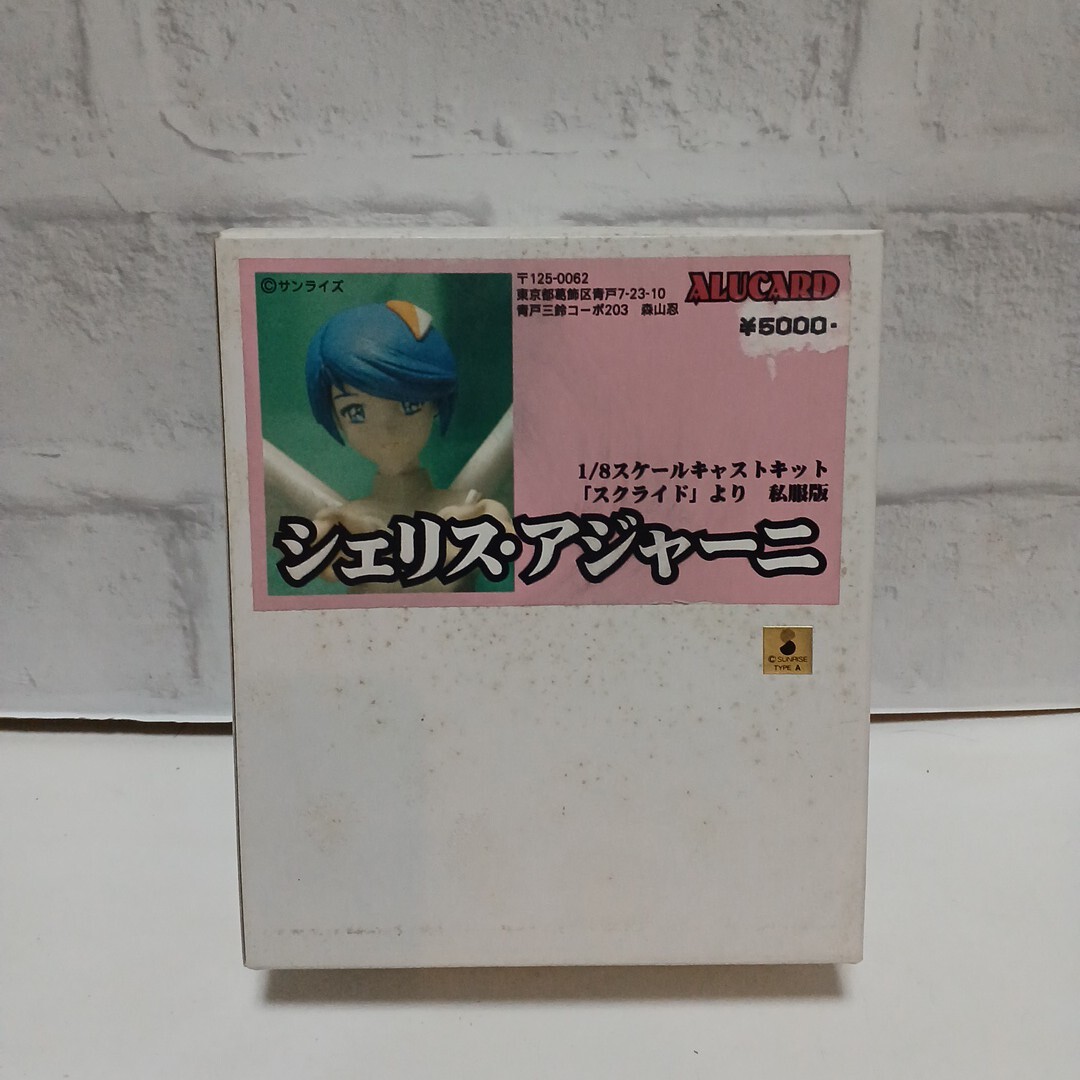 ©サンライズ
〒125-0062
東京都葛飾区青戸7-23-10
青戸三鈴コーポ203 森山忍
ALUCARD
¥5000-
1/8スケールキャストキット
「スクライド」より 私服版
シェリス・アジャーニ
©SUNRISE
TYPE A